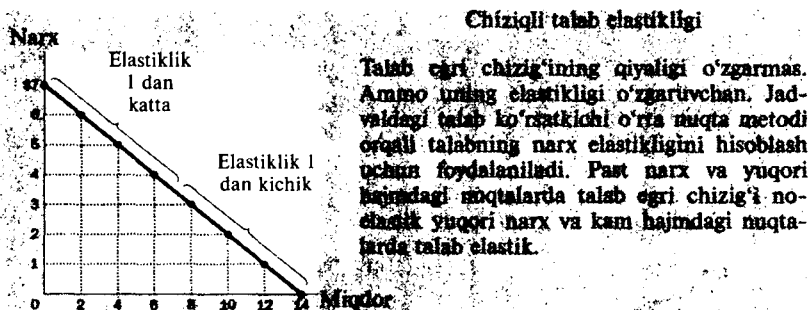 Chiziqli talab elastikligi
Narx
Elastiklik
1 dan
katta
Elastiklik 1
dan kichik
$7
6
5
4
3
2
1
0 2 4 6 8 10 12 14 Miqdor
Talab egri chizig‘ining qiyaligi o‘zgarmas.
Ammo uning elastikligi o‘zgaruvchan. Jad-
valdagi talab ko‘rsatkichi o‘rta nuqta metodi
orqali talabning narx elastikligini hisoblash
uchun foydalaniladi. Past narx va yuqori
hajmdagi nuqtalarda talab egri chizig‘i no-
elastik yuqori narx va kam hajmdagi nuqta-
larda talab elastik.